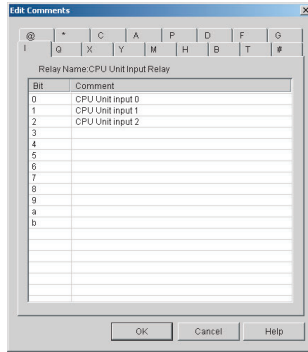 Edit Comments
@ * C A P D F G
I Q X Y M H B T #
Relay Name:CPU Unit Input Relay
Bit Comment
0 CPU Unit input 0
1 CPU Unit input 1
2 CPU Unit input 2
3
4
5
6
7
8
9
a
b
OK Cancel Help